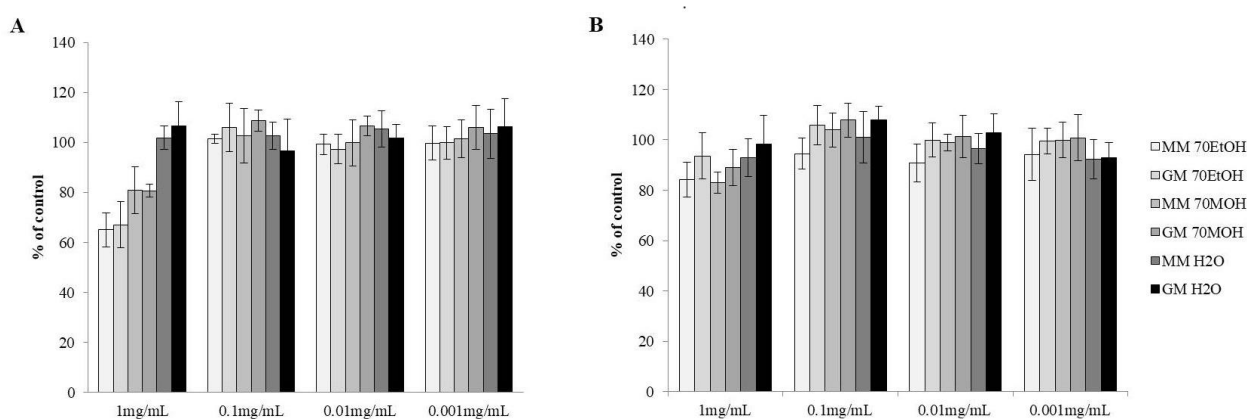 A
% of control
140
120
100
80
60
40
20
0
1mg/mL
0.1mg/mL
0.01mg/mL
0.001mg/mL
B
% of control
140
120
100
80
60
40
20
0
1mg/mL
0.1mg/mL
0.01mg/mL
0.001mg/mL
MM 70EtOH
GM 70EtOH
MM 70MOH
GM 70MOH
MM H2O
GM H2O